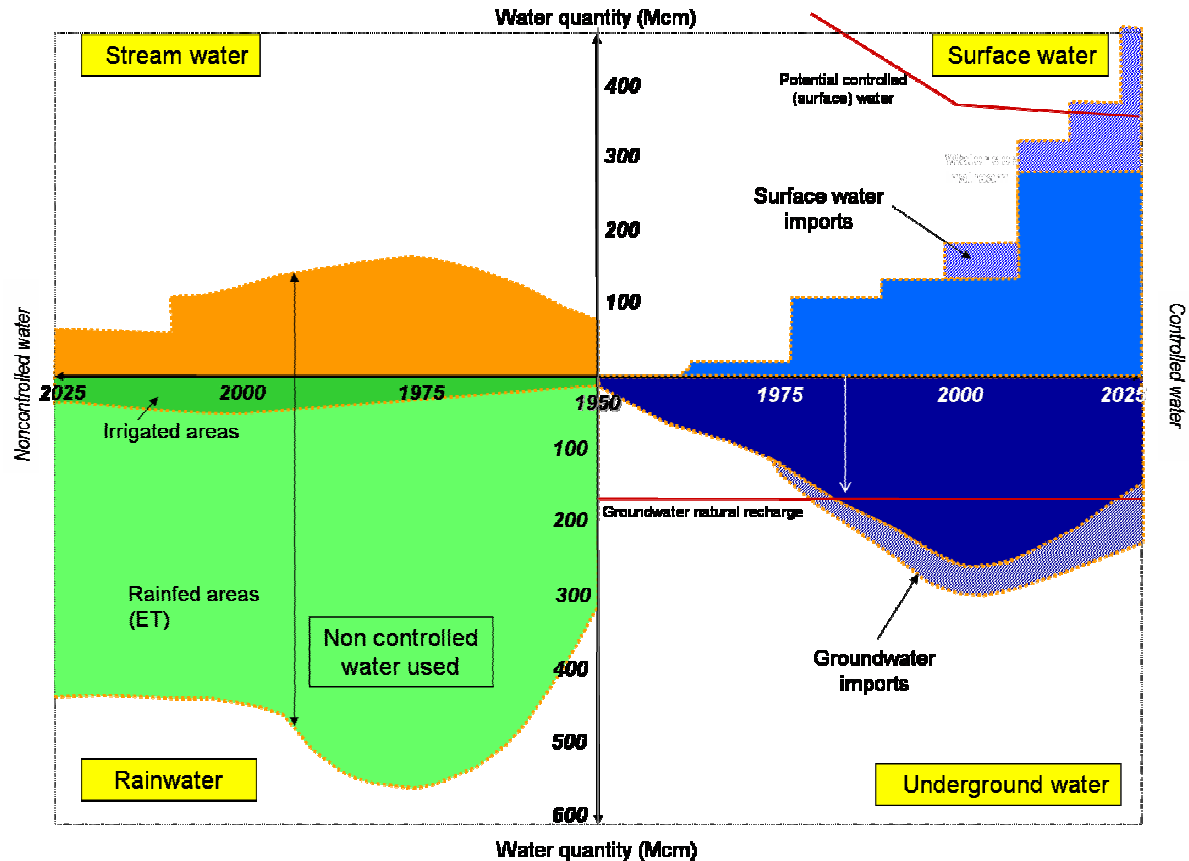 Water quantity (Mcm)
Stream water
Surface water
400
Potential controlled
(surface) water
300
Surface water
imports
200
100
Noncontrolled water
Controlled water
2025
2000
1975
1950
1975
2000
2025
Irrigated areas
100
200
Groundwater natural recharge
Rainfed areas
(ET)
300
Non controlled
water used
400
Groundwater
imports
500
Rainwater
Underground water
600
Water quantity (Mcm)